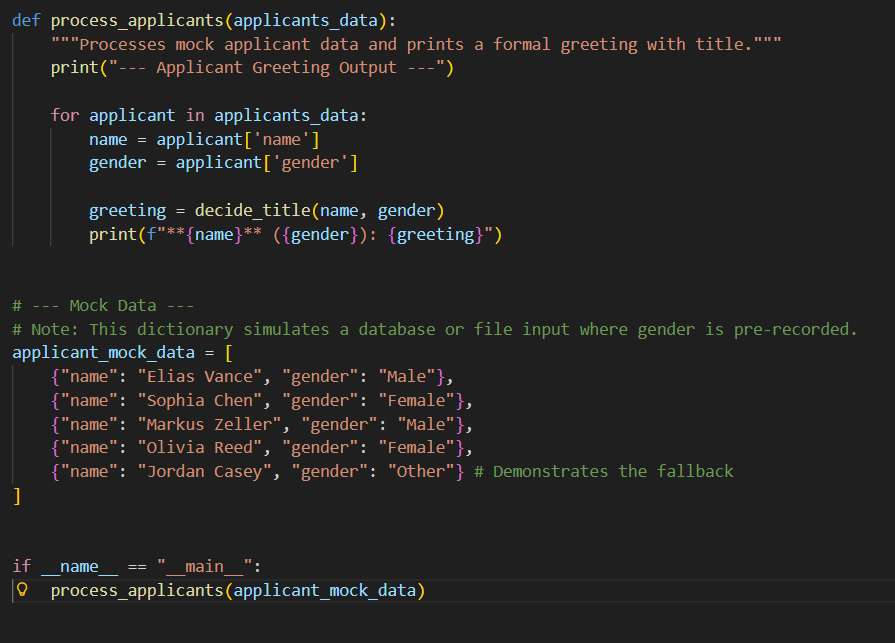 def process_applicants(applicants_data):
    """Processes mock applicant data and prints a formal greeting with title."""
    print("--- Applicant Greeting Output ---")
    for applicant in applicants_data:
        name = applicant['name']
        gender = applicant['gender']
        greeting = decide_title(name, gender)
        print(f"**{name}** ({gender}): {greeting}")
# --- Mock Data ---
# Note: This dictionary simulates a database or file input where gender is pre-recorded.
applicant_mock_data = [
    {"name": "Elias Vance", "gender": "Male"},
    {"name": "Sophia Chen", "gender": "Female"},
    {"name": "Markus Zeller", "gender": "Male"},
    {"name": "Olivia Reed", "gender": "Female"},
    {"name": "Jordan Casey", "gender": "Other"} # Demonstrates the fallback
]
if __name__ == "__main__":
    process_applicants(applicant_mock_data)